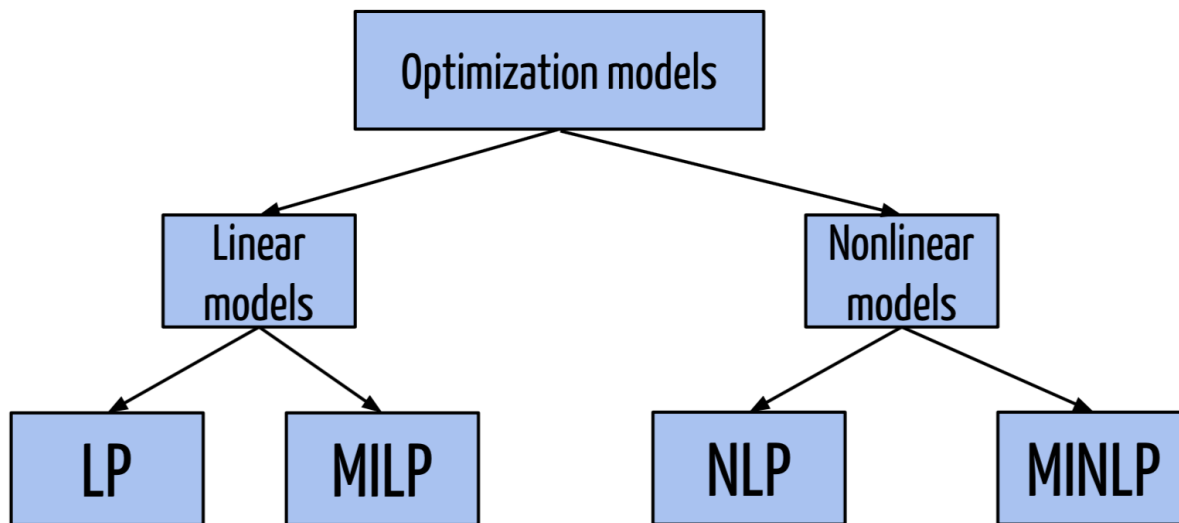 Optimization models
Linear
models
Nonlinear
models
LP
MILP
NLP
MINLP